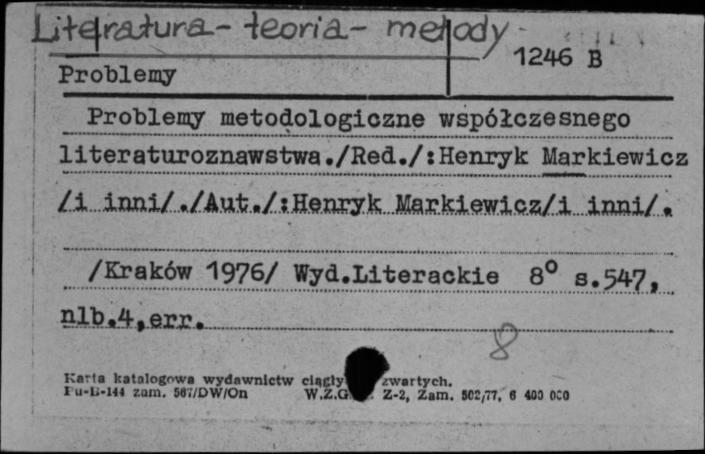 Literatura - teoria - metody
1246 B
Problemy
Problemy metodologiczne współczesnego
literaturoznawstwa./Red./:Henryk Markiewicz
/i inni/./Aut./:Henryk Markiewicz/i inni/.
/Kraków 1976/ Wyd.Literackie 8° s.547,
nlb.4,err.
8
Karta katalogowa wydawnictw zwartych.
Pu-B-144 zam. 567/DW/On Z-2, Zam. 502/77, 6 400 000